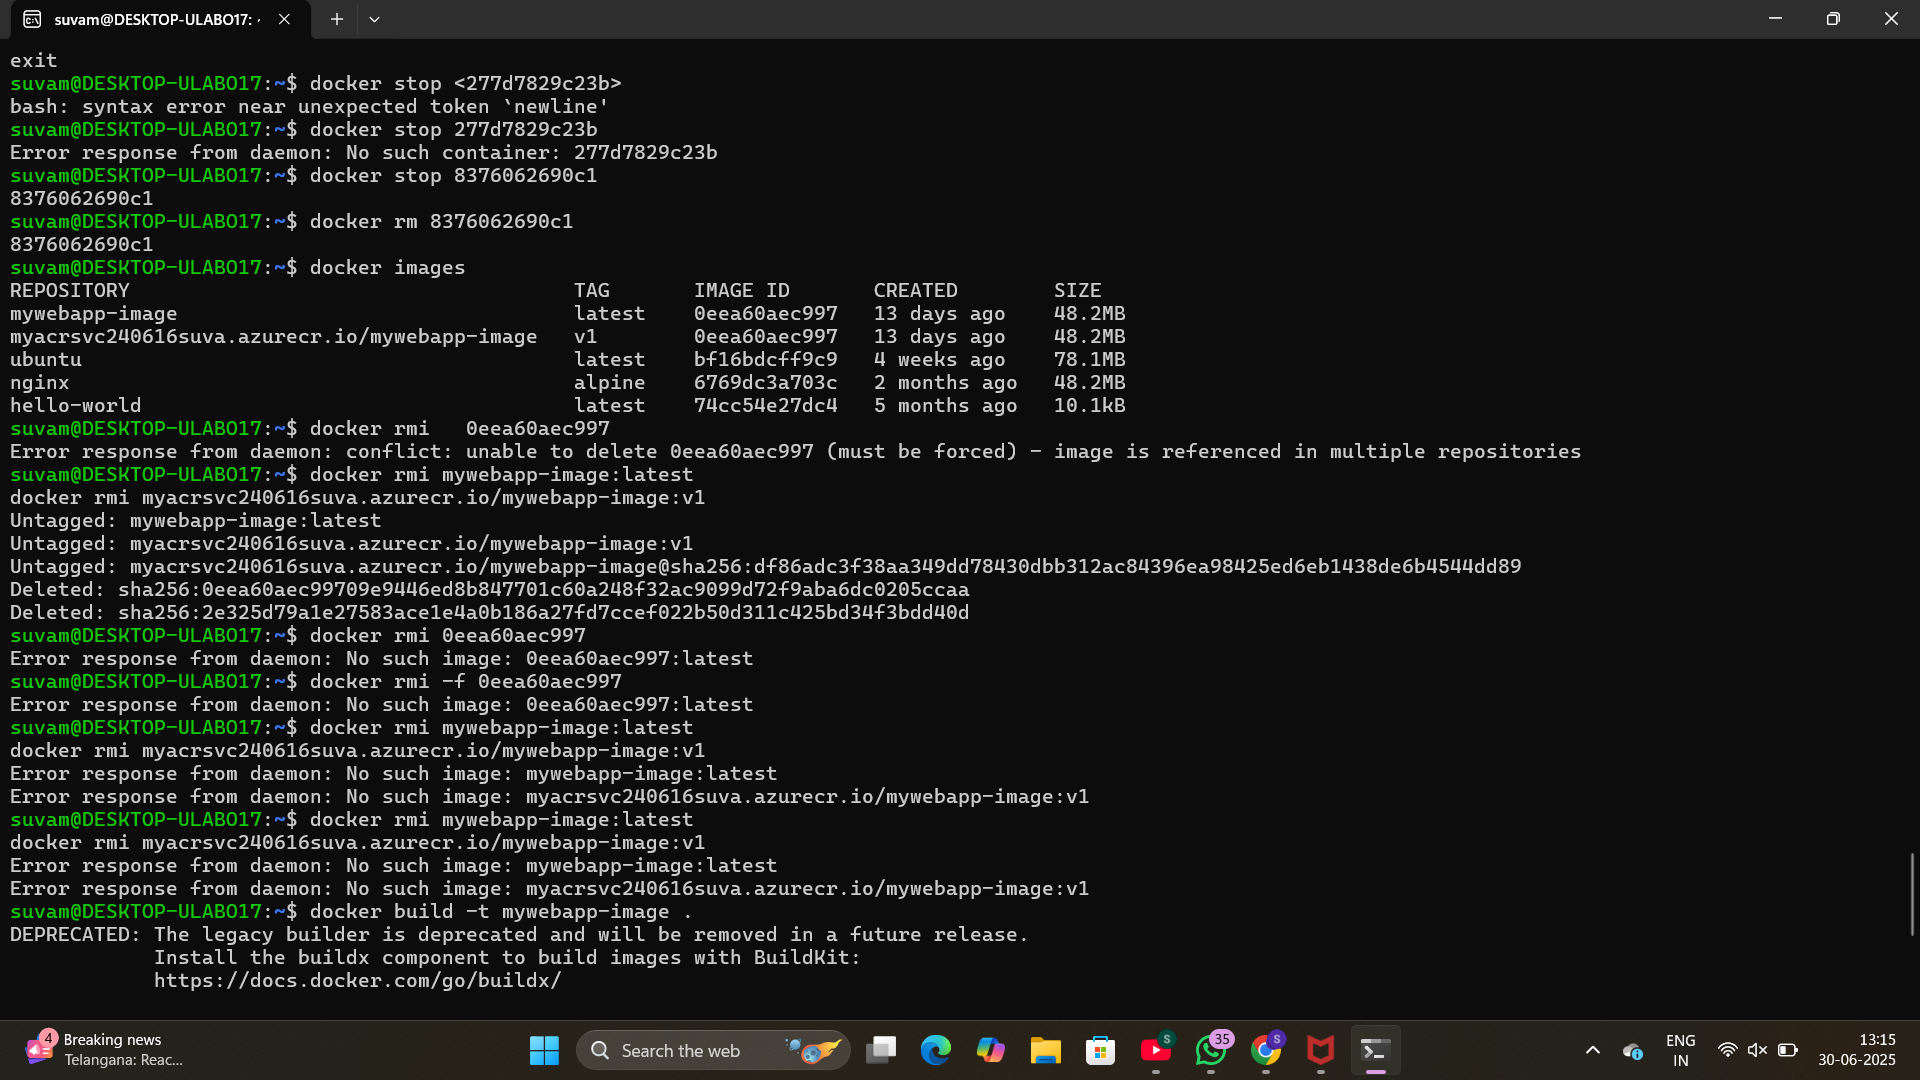 suvam@DESKTOP-ULABO17: ~
exit
suvam@DESKTOP-ULABO17:~$ docker stop <277d7829c23b>
bash: syntax error near unexpected token `newline'
suvam@DESKTOP-ULABO17:~$ docker stop 277d7829c23b
Error response from daemon: No such container: 277d7829c23b
suvam@DESKTOP-ULABO17:~$ docker stop 8376062690c1
8376062690c1
suvam@DESKTOP-ULABO17:~$ docker rm 8376062690c1
8376062690c1
suvam@DESKTOP-ULABO17:~$ docker images
REPOSITORY                                     TAG       IMAGE ID       CREATED        SIZE
mywebapp-image                                 latest    0eea60aec997   13 days ago    48.2MB
myacrsvc240616suva.azurecr.io/mywebapp-image   v1        0eea60aec997   13 days ago    48.2MB
ubuntu                                         latest    bf16bdcff9c9   4 weeks ago    78.1MB
nginx                                          alpine    6769dc3a703c   2 months ago   48.2MB
hello-world                                    latest    74cc54e27dc4   5 months ago   10.1kB
suvam@DESKTOP-ULABO17:~$ docker rmi   0eea60aec997
Error response from daemon: conflict: unable to delete 0eea60aec997 (must be forced) - image is referenced in multiple repositories
suvam@DESKTOP-ULABO17:~$ docker rmi mywebapp-image:latest
docker rmi myacrsvc240616suva.azurecr.io/mywebapp-image:v1
Untagged: mywebapp-image:latest
Untagged: myacrsvc240616suva.azurecr.io/mywebapp-image:v1
Untagged: myacrsvc240616suva.azurecr.io/mywebapp-image@sha256:df86adc3f38aa349dd78430dbb312ac84396ea98425ed6eb1438de6b4544dd89
Deleted: sha256:0eea60aec99709e9446ed8b847701c60a248f32ac9099d72f9aba6dc0205ccaa
Deleted: sha256:2e325d79a1e27583ace1e4a0b186a27fd7ccef022b50d311c425bd34f3bdd40d
suvam@DESKTOP-ULABO17:~$ docker rmi 0eea60aec997
Error response from daemon: No such image: 0eea60aec997:latest
suvam@DESKTOP-ULABO17:~$ docker rmi -f 0eea60aec997
Error response from daemon: No such image: 0eea60aec997:latest
suvam@DESKTOP-ULABO17:~$ docker rmi mywebapp-image:latest
docker rmi myacrsvc240616suva.azurecr.io/mywebapp-image:v1
Error response from daemon: No such image: mywebapp-image:latest
Error response from daemon: No such image: myacrsvc240616suva.azurecr.io/mywebapp-image:v1
suvam@DESKTOP-ULABO17:~$ docker rmi mywebapp-image:latest
docker rmi myacrsvc240616suva.azurecr.io/mywebapp-image:v1
Error response from daemon: No such image: mywebapp-image:latest
Error response from daemon: No such image: myacrsvc240616suva.azurecr.io/mywebapp-image:v1
suvam@DESKTOP-ULABO17:~$ docker build -t mywebapp-image .
DEPRECATED: The legacy builder is deprecated and will be removed in a future release.
            Install the buildx component to build images with BuildKit:
            https://docs.docker.com/go/buildx/
4
Breaking news
Telangana: Reac...
Search the web
S
35
S
ENG
IN
13:15
30-06-2025